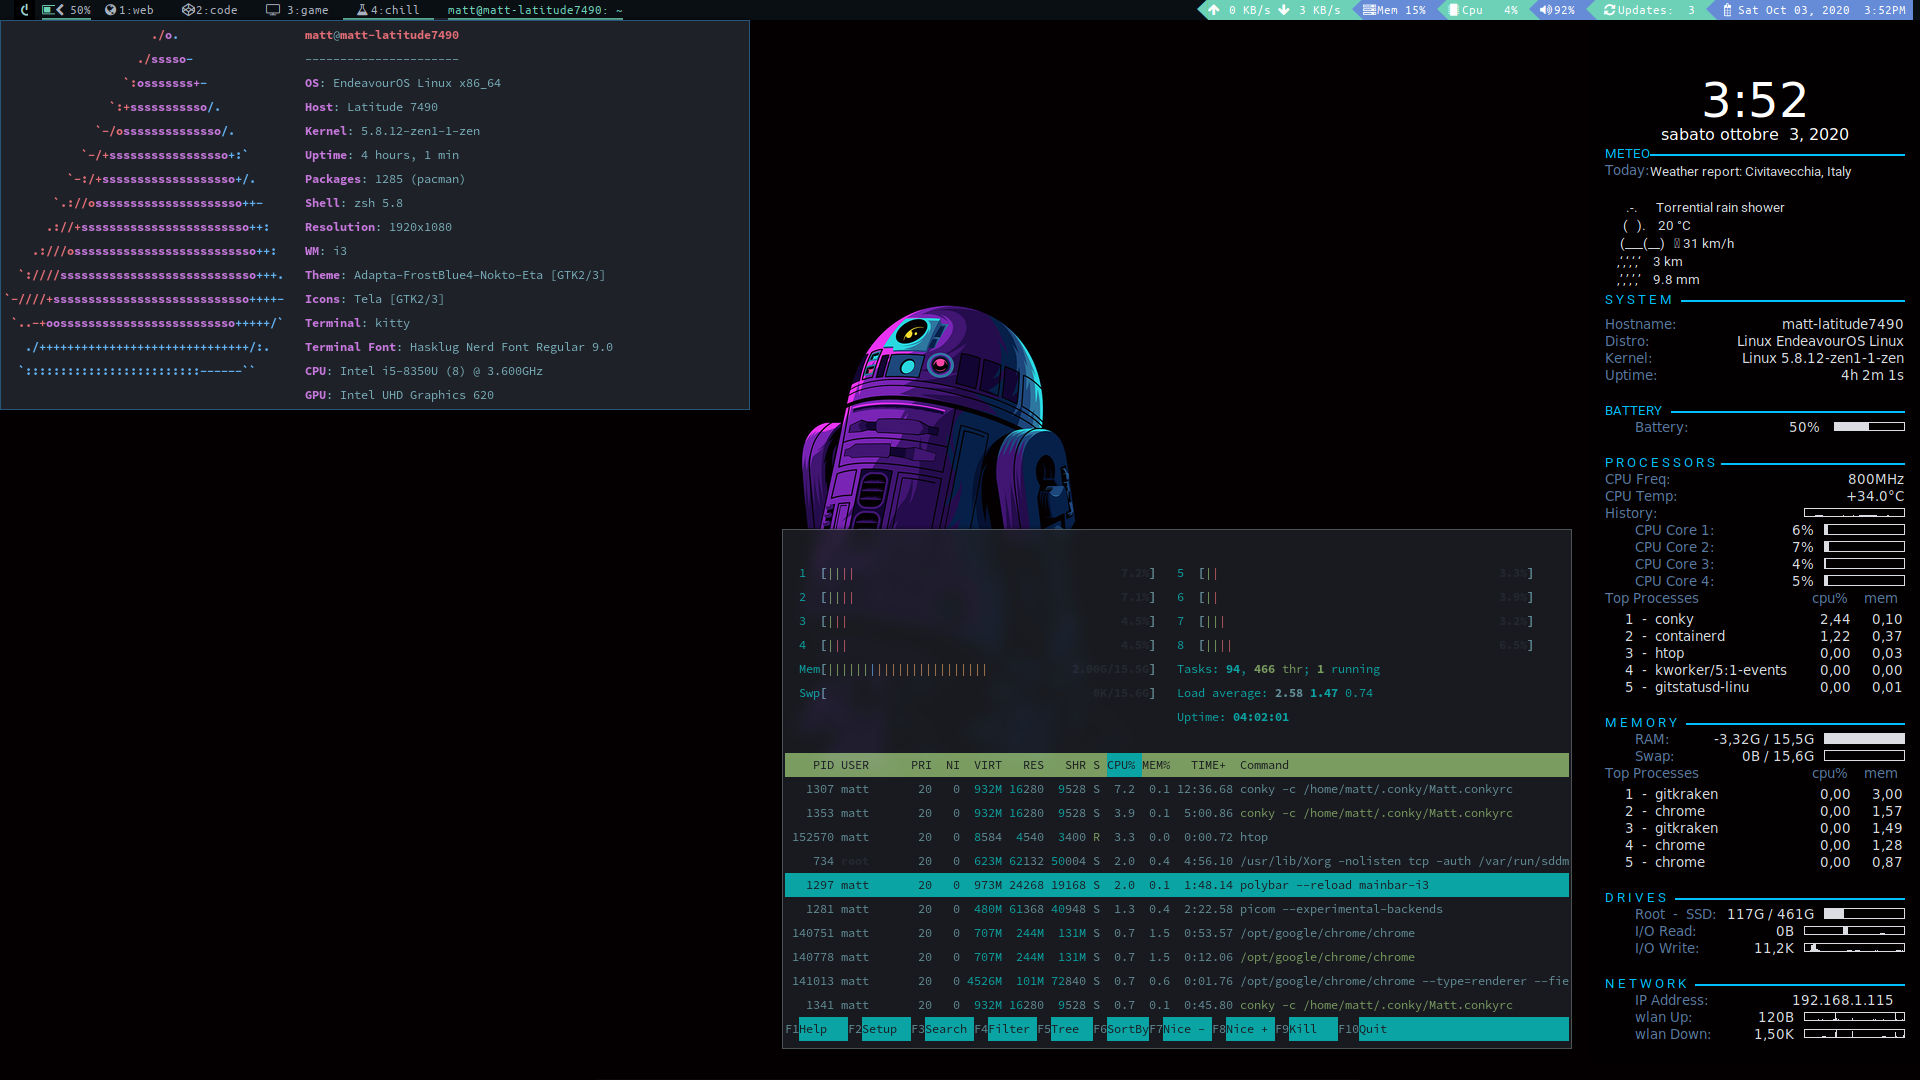 50% 1:web 2:code 3:game 4:chill matt@matt-latitude7490: ~ 0 KB/s 3 KB/s Mem 15% Cpu 4% 92% Updates: 3 Sat Oct 03, 2020 3:52PM
./o. matt@matt-latitude7490
./sssso- ----------------------
`:osssssss+- OS: EndeavourOS Linux x86_64
`:+sssssssssso/. Host: Latitude 7490
`-/ossssssssssssso/. Kernel: 5.8.12-zen1-1-zen
`-/+sssssssssssssssso+:` Uptime: 4 hours, 1 min
`-:/+sssssssssssssssssso+/. Packages: 1285 (pacman)
`.://osssssssssssssssssssso++- Shell: zsh 5.8
.://+ssssssssssssssssssssssso++: Resolution: 1920x1080
.:///ossssssssssssssssssssssssso++: WM: i3
`:////ssssssssssssssssssssssssssso+++. Theme: Adapta-FrostBlue4-Nokto-Eta [GTK2/3]
`-////+ssssssssssssssssssssssssssso++++- Icons: Tela [GTK2/3]
`..-+oosssssssssssssssssssssssso+++++/` Terminal: kitty
./++++++++++++++++++++++++++++++/:. Terminal Font: Hasklug Nerd Font Regular 9.0
`:::::::::::::::::::::::::------`` CPU: Intel i5-8350U (8) @ 3.600GHz
GPU: Intel UHD Graphics 620
1 [|||| 7.2%] 5 [|| 3.3%]
2 [|||| 7.1%] 6 [|| 3.9%]
3 [||| 4.5%] 7 [||| 3.2%]
4 [||| 4.5%] 8 [|||| 6.5%]
Mem[||||||||||||||||||||||| 2.00G/15.5G] Tasks: 94, 466 thr; 1 running
Swp[ 0K/15.6G] Load average: 2.58 1.47 0.74
Uptime: 04:02:01
PID USER PRI NI VIRT RES SHR S CPU% MEM% TIME+ Command
1307 matt 20 0 932M 16280 9528 S 7.2 0.1 12:36.68 conky -c /home/matt/.conky/Matt.conkyrc
1353 matt 20 0 932M 16280 9528 S 3.9 0.1 5:00.86 conky -c /home/matt/.conky/Matt.conkyrc
152570 matt 20 0 8584 4540 3400 R 3.3 0.0 0:00.72 htop
734 root 20 0 623M 62132 50004 S 2.0 0.4 4:56.10 /usr/lib/Xorg -nolisten tcp -auth /var/run/sddm
1297 matt 20 0 973M 24268 19168 S 2.0 0.1 1:48.14 polybar --reload mainbar-i3
1281 matt 20 0 480M 61368 40948 S 1.3 0.4 2:22.58 picom --experimental-backends
140751 matt 20 0 707M 244M 131M S 0.7 1.5 0:53.57 /opt/google/chrome/chrome
140778 matt 20 0 707M 244M 131M S 0.7 1.5 0:12.06 /opt/google/chrome/chrome
141013 matt 20 0 4526M 101M 72840 S 0.7 0.6 0:01.76 /opt/google/chrome/chrome --type=renderer --fie
1341 matt 20 0 932M 16280 9528 S 0.7 0.1 0:45.80 conky -c /home/matt/.conky/Matt.conkyrc
F1Help F2Setup F3Search F4Filter F5Tree F6SortBy F7Nice - F8Nice + F9Kill F10Quit
3:52
sabato ottobre 3, 2020
METEO
Today: Weather report: Civitavecchia, Italy
.-. Torrential rain shower
( ). 20 °C
(___(__) 31 km/h
‚‘‚‘‚‘‚‘ 3 km
‚‘‚‘‚‘‚‘ 9.8 mm
SYSTEM
Hostname: matt-latitude7490
Distro: Linux EndeavourOS Linux
Kernel: Linux 5.8.12-zen1-1-zen
Uptime: 4h 2m 1s
BATTERY
Battery: 50%
PROCESSORS
CPU Freq: 800MHz
CPU Temp: +34.0°C
History:
CPU Core 1: 6%
CPU Core 2: 7%
CPU Core 3: 4%
CPU Core 4: 5%
Top Processes cpu% mem
1 - conky 2,44 0,10
2 - containerd 1,22 0,37
3 - htop 0,00 0,03
4 - kworker/5:1-events 0,00 0,00
5 - gitstatusd-linu 0,00 0,01
MEMORY
RAM: -3,32G / 15,5G
Swap: 0B / 15,6G
Top Processes cpu% mem
1 - gitkraken 0,00 3,00
2 - chrome 0,00 1,57
3 - gitkraken 0,00 1,49
4 - chrome 0,00 1,28
5 - chrome 0,00 0,87
DRIVES
Root - SSD: 117G / 461G
I/O Read: 0B
I/O Write: 11,2K
NETWORK
IP Address: 192.168.1.115
wlan Up: 120B
wlan Down: 1,50K